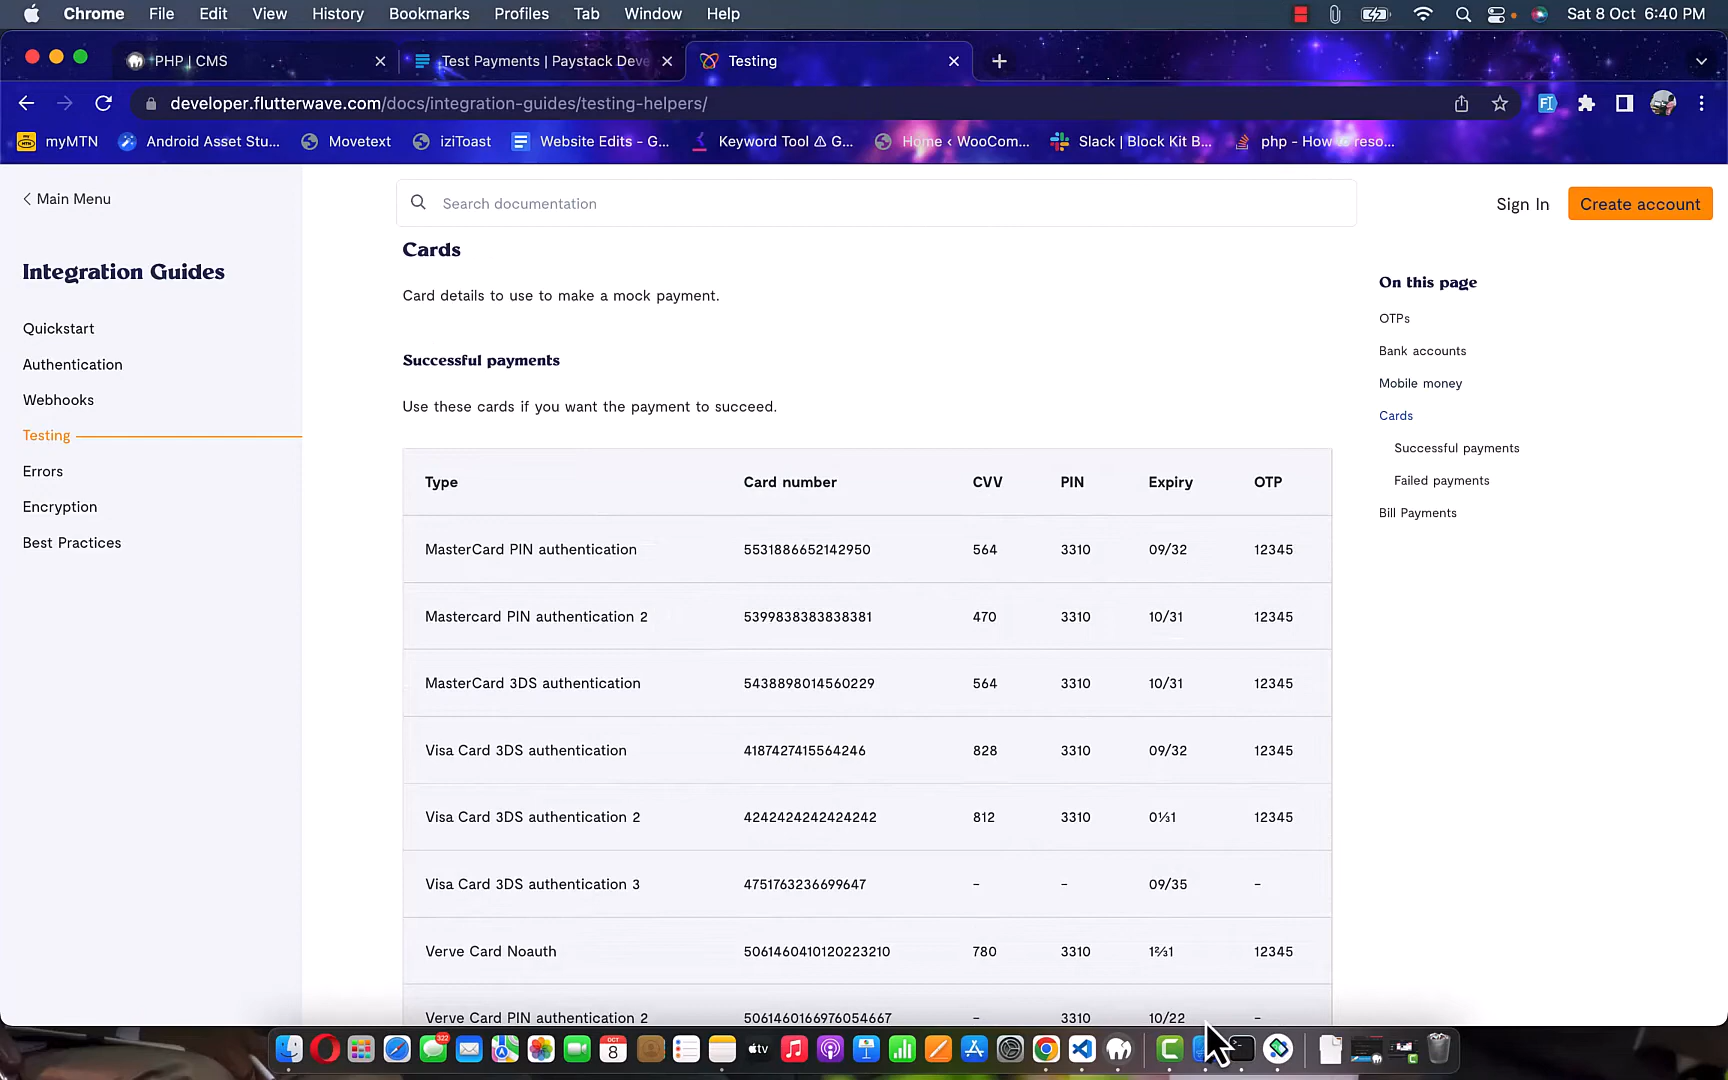 Chrome File Edit View History Bookmarks Profiles Tab Window Help Sat 8 Oct 6:40 PM
PHP | CMS Test Payments | Paystack Deve Testing
developer.flutterwave.com/docs/integration-guides/testing-helpers/
myMTN Android Asset Stu... Movetext iziToast Website Edits - G... Keyword Tool ⚠ G... Home ‹ WooCom... Slack | Block Kit B... php - How to reso...
Main Menu
Search documentation
Sign In Create account
Integration Guides
Quickstart
Authentication
Webhooks
Testing
Errors
Encryption
Best Practices
Cards
Card details to use to make a mock payment.
Successful payments
Use these cards if you want the payment to succeed.
Type Card number CVV PIN Expiry OTP
MasterCard PIN authentication 5531886652142950 564 3310 09/32 12345
Mastercard PIN authentication 2 5399838383838381 470 3310 10/31 12345
MasterCard 3DS authentication 5438898014560229 564 3310 10/31 12345
Visa Card 3DS authentication 4187427415564246 828 3310 09/32 12345
Visa Card 3DS authentication 2 4242424242424242 812 3310 0⅓1 12345
Visa Card 3DS authentication 3 4751763236699647 - - 09/35 -
Verve Card Noauth 5061460410120223210 780 3310 1⅔1 12345
Verve Card PIN authentication 2 5061460166976054667 - 3310 10/22 -
On this page
OTPs
Bank accounts
Mobile money
Cards
Successful payments
Failed payments
Bill Payments
322
OCT
8
tv